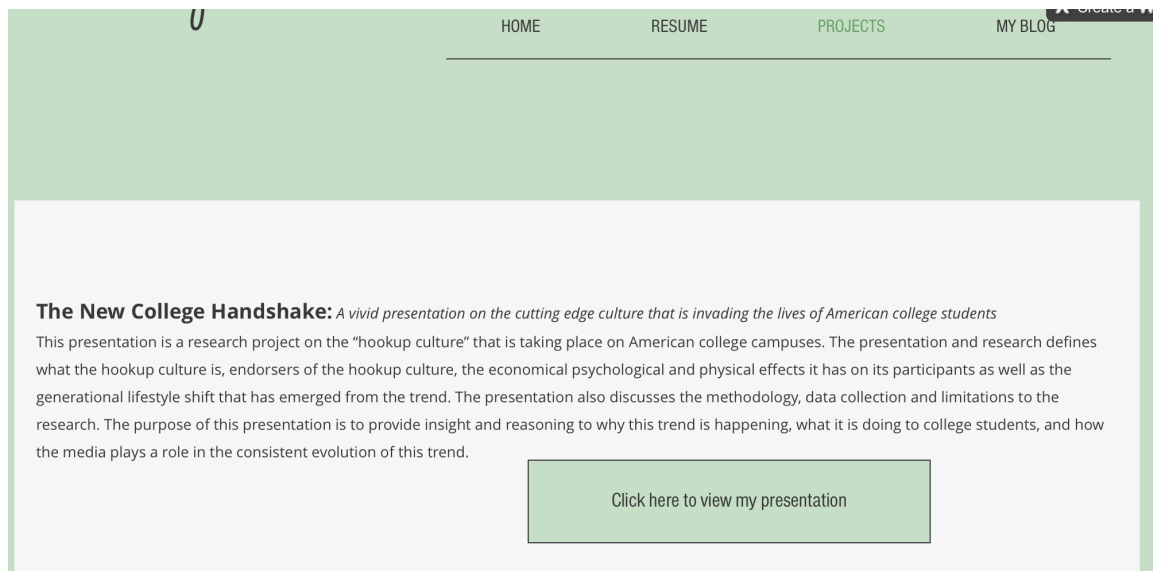 HOME RESUME PROJECTS MY BLOG
The New College Handshake: A vivid presentation on the cutting edge culture that is invading the lives of American college students
This presentation is a research project on the “hookup culture” that is taking place on American college campuses. The presentation and research defines
what the hookup culture is, endorsers of the hookup culture, the economical psychological and physical effects it has on its participants as well as the
generational lifestyle shift that has emerged from the trend. The presentation also discusses the methodology, data collection and limitations to the
research. The purpose of this presentation is to provide insight and reasoning to why this trend is happening, what it is doing to college students, and how
the media plays a role in the consistent evolution of this trend.
Click here to view my presentation